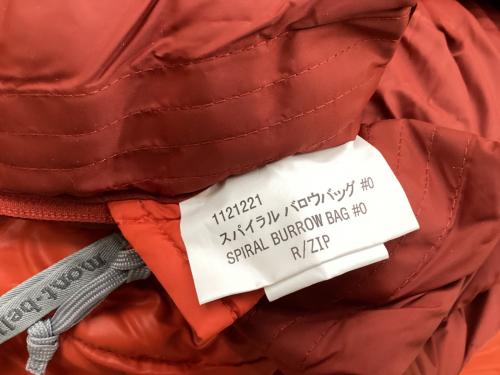 1121221
スパイラル バロウバッグ #0
SPIRAL BURROW BAG #0
R/ZIP
mont-bell